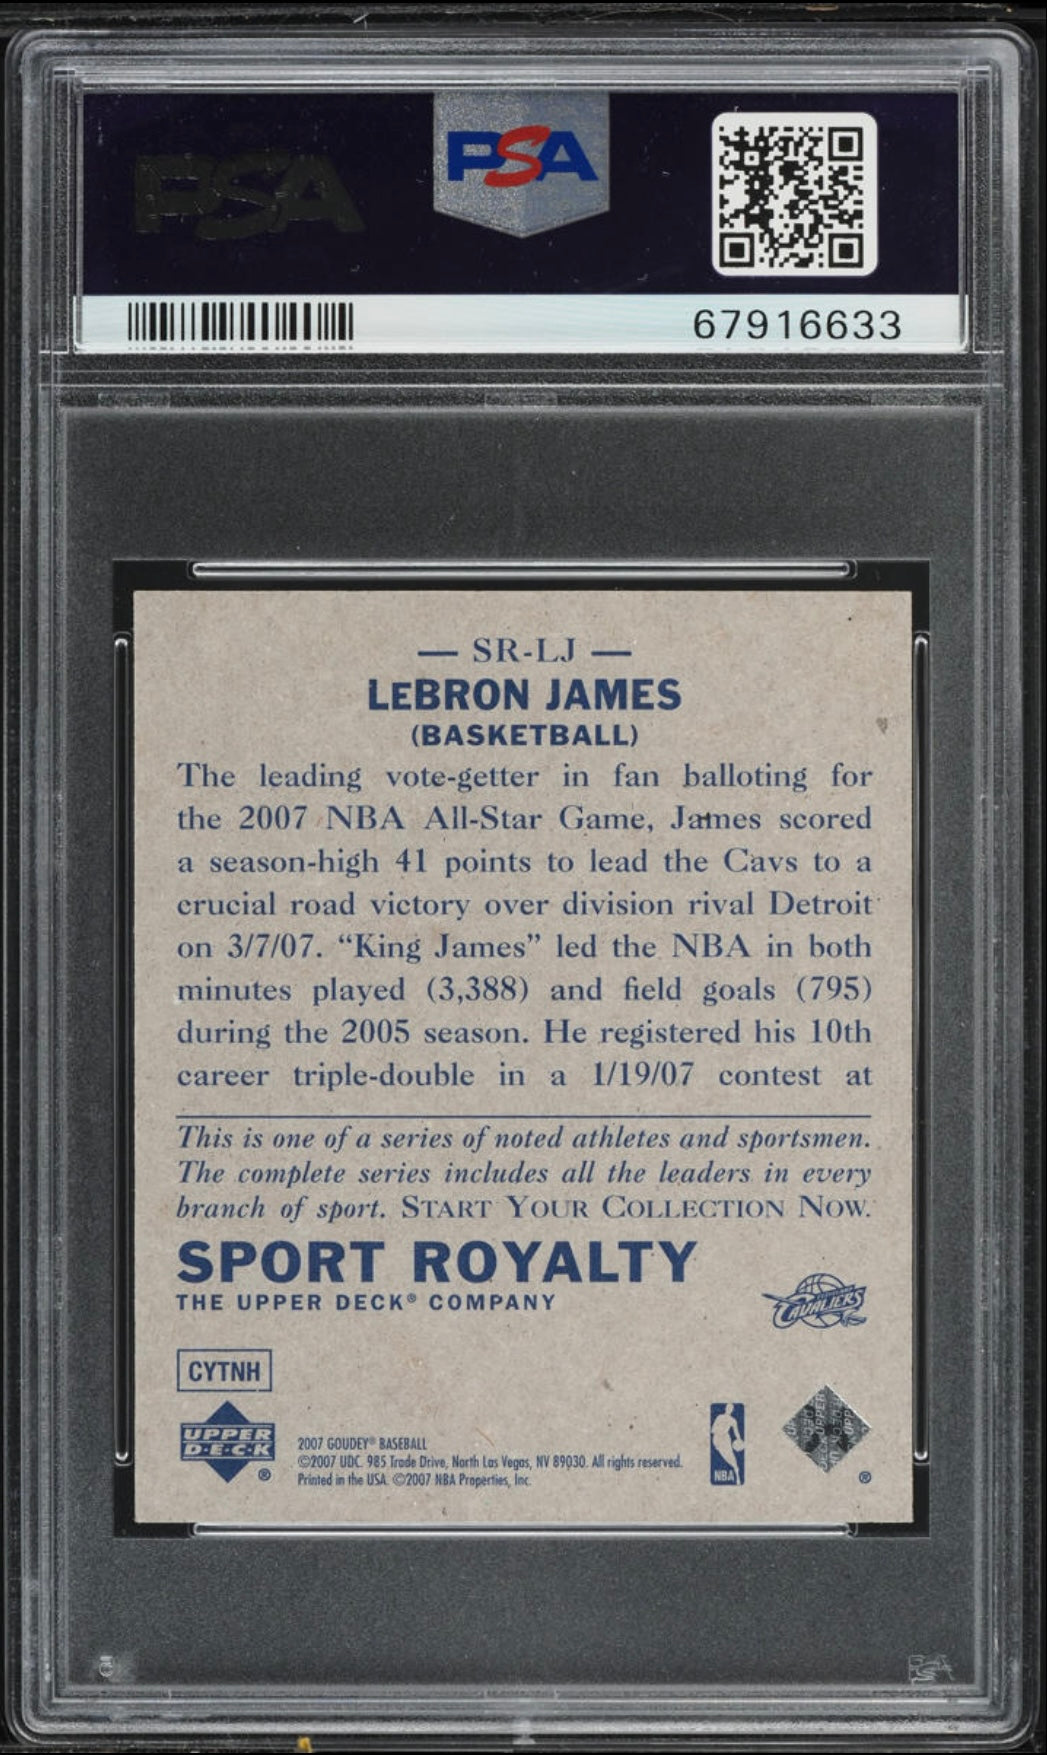 PSA
PSA
67916633
— SR-LJ —
LEBRON JAMES
(BASKETBALL)
The leading vote-getter in fan balloting for
the 2007 NBA All-Star Game, James scored
a season-high 41 points to lead the Cavs to a
crucial road victory over division rival Detroit
on 3/7/07. “King James” led the NBA in both
minutes played (3,388) and field goals (795)
during the 2005 season. He registered his 10th
career triple-double in a 1/19/07 contest at
This is one of a series of noted athletes and sportsmen.
The complete series includes all the leaders in every
branch of sport. START YOUR COLLECTION NOW.
SPORT ROYALTY
THE UPPER DECK® COMPANY
CAVALIERS
CYTNH
UPPER
D·E·C·K
®
2007 GOUDEY® BASEBALL
©2007 UDC. 985 Trade Drive, North Las Vegas, NV 89030. All rights reserved.
Printed in the USA. ©2007 NBA Properties, Inc.
NBA
®
PSA